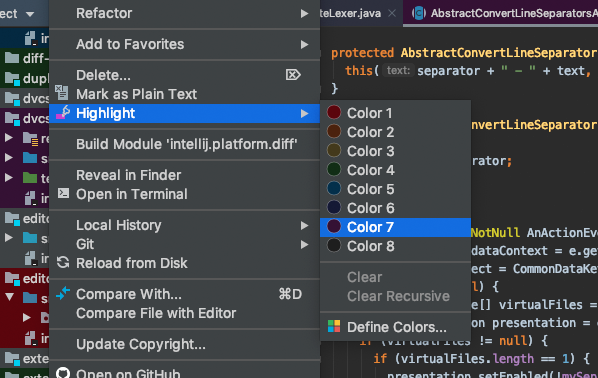 ect
Refactor
teLexer.java
AbstractConvertLineSeparatorsA
in
Add to Favorites
protected AbstractConvertLineSeparator
diff-
this( text: separator + " – " + text,
Delete...
dupl
Mark as Plain Text
}
dvcs
Highlight
Color 1
dvcs
Color 2
nvertLineSeparator
re
Build Module 'intellij.platform.diff'
Color 3
s
Color 4
rator;
te
Reveal in Finder
Color 5
in
Open in Terminal
Color 6
edito
Local History
Color 7
NotNull AnActionEve
s
Git
Color 8
dataContext = e.get
in
Reload from Disk
ect = CommonDataKey
edito
Clear
l) {
s
Compare With...
⌘D
Clear Recursive
e[] virtualFiles =
Compare File with Editor
Define Colors...
on presentation = e
in
Update Copyright...
if (virtualFiles != null) {
exte
if (virtualFiles.length == 1) {
exte
Open on GitHub
presentation.setEnabled(!mySep